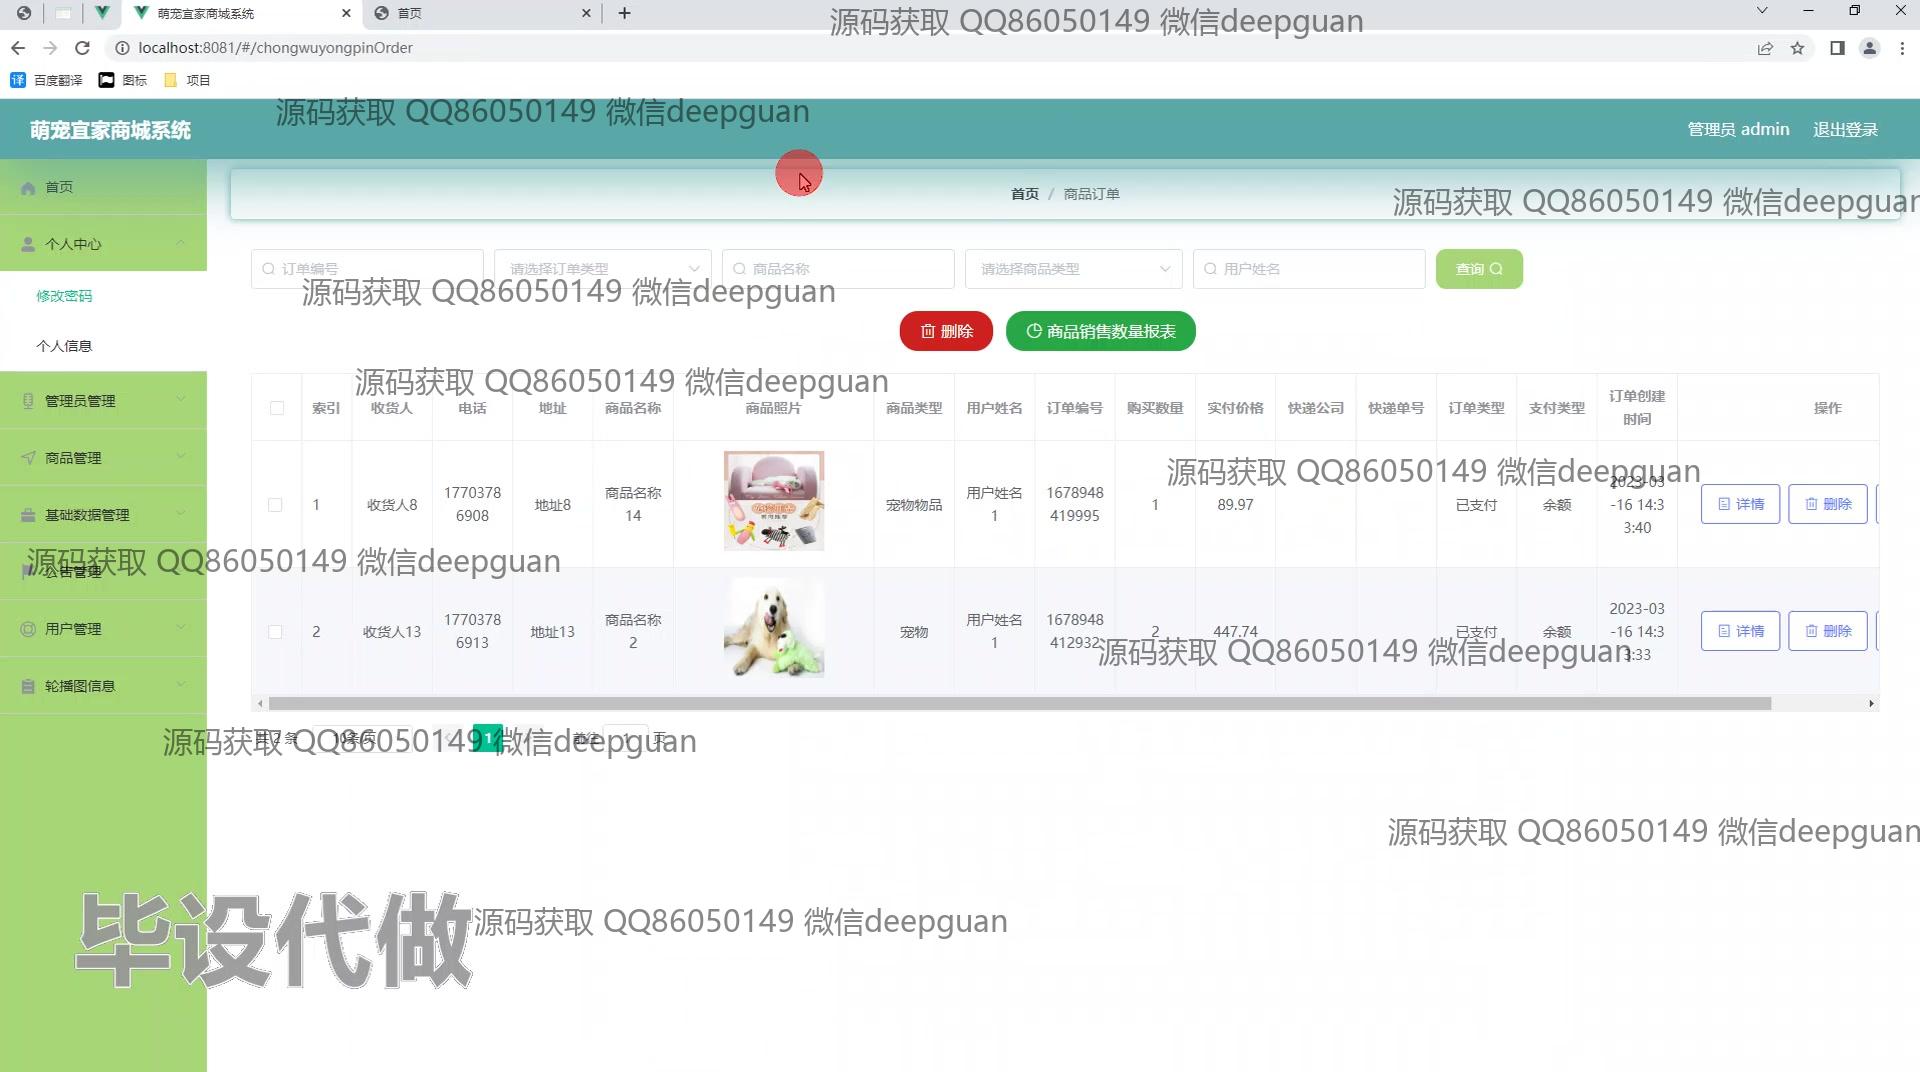 萌宠宜家商城系统
首页
源码获取 QQ86050149 微信deepguan
localhost:8081/#/chongwuyongpinOrder
百度翻译
图标
项目
源码获取 QQ86050149 微信deepguan
萌宠宜家商城系统
管理员 admin
退出登录
首页
首页 / 商品订单
源码获取 QQ86050149 微信deepguan
个人中心
订单编号
请选择订单类型
商品名称
请选择商品类型
用户姓名
查询
源码获取 QQ86050149 微信deepguan
修改密码
个人信息
删除
商品销售数量报表
源码获取 QQ86050149 微信deepguan
管理员管理
商品管理
基础数据管理
公告管理
用户管理
轮播图信息
索引 收货人 电话 地址 商品名称 商品照片 商品类型 用户姓名 订单编号 购买数量 实付价格 快递公司 快递单号 订单类型 支付类型 订单创建时间 操作
源码获取 QQ86050149 微信deepguan
1 收货人8 17703786908 地址8 商品名称14 宠物物品 用户姓名1 1678948419995 1 89.97 已支付 余额 2023-03-16 14:33:40 详情 删除
源码获取 QQ86050149 微信deepguan
2 收货人13 17703786913 地址13 商品名称2 宠物 用户姓名1 1678948412932 2 447.74 已支付 余额 2023-03-16 14:33:33 详情 删除
源码获取 QQ86050149 微信deepguan
共 2 条 10条/页 1 前往 1 页
源码获取 QQ86050149 微信deepguan
源码获取 QQ86050149 微信deepguan
毕设代做
源码获取 QQ86050149 微信deepguan